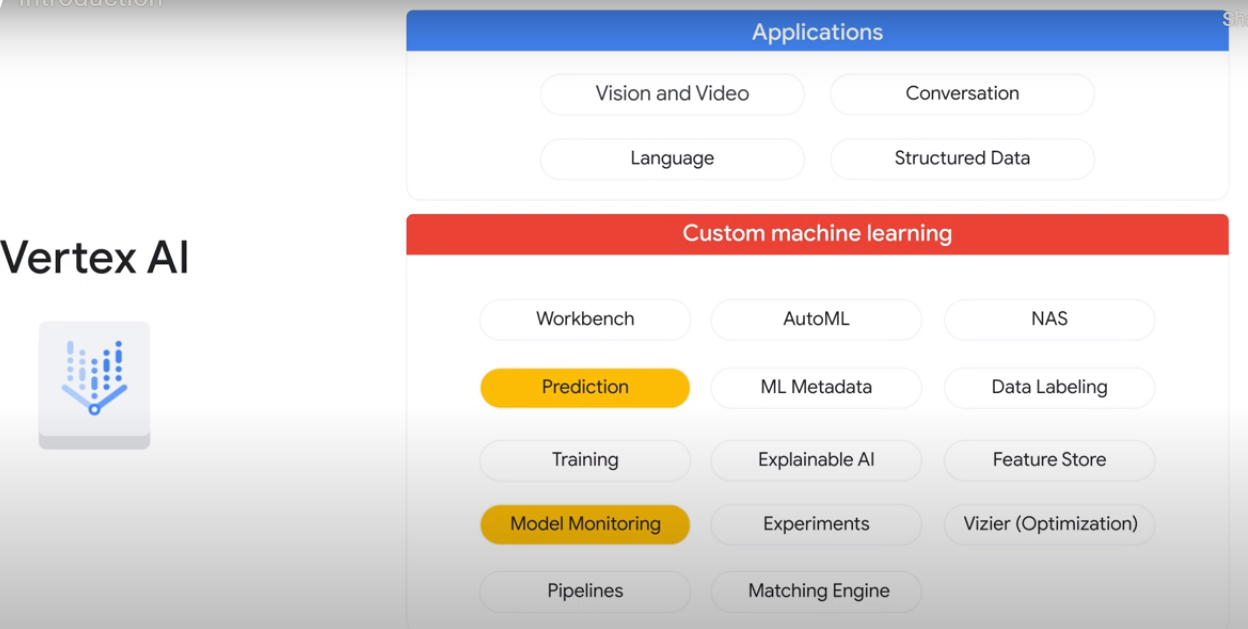 Introduction
Applications
Vision and Video
Conversation
Language
Structured Data
Vertex AI
Custom machine learning
Workbench
AutoML
NAS
Prediction
ML Metadata
Data Labeling
Training
Explainable AI
Feature Store
Model Monitoring
Experiments
Vizier (Optimization)
Pipelines
Matching Engine